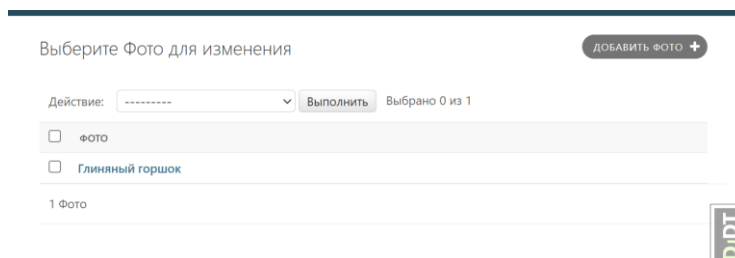 Выберите Фото для изменения
ДОБАВИТЬ ФОТО +
Действие: --------- Выполнить Выбрано 0 из 1
ФОТО
Глиняный горшок
1 Фото